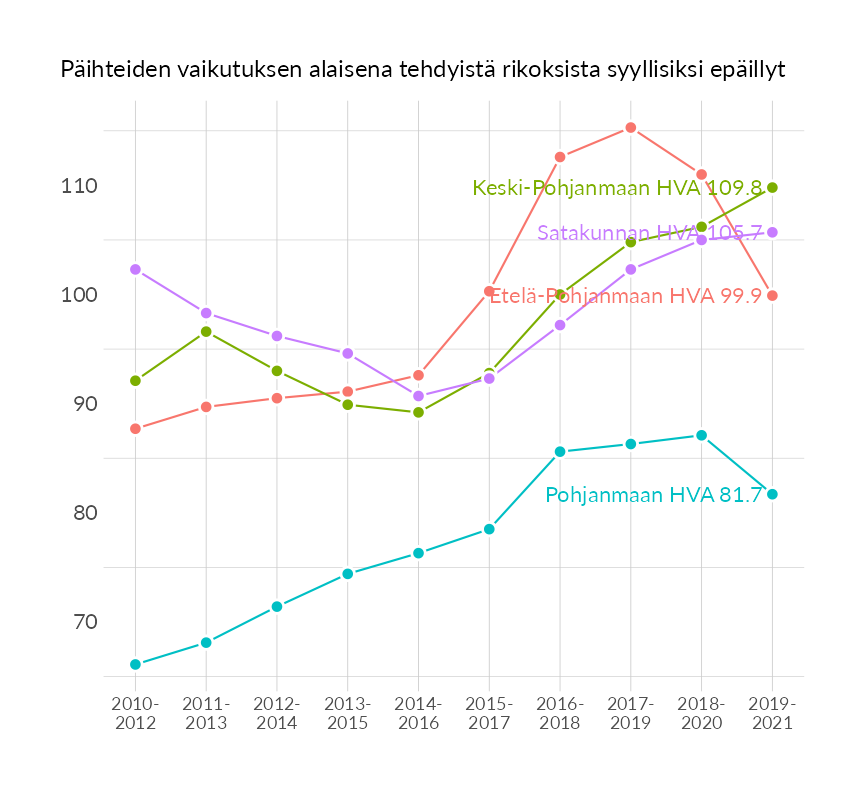 Päihteiden vaikutuksen alaisena tehdyistä rikoksista syyllisiksi epäillyt
110
Keski-Pohjanmaan HVA 109.8
Satakunnan HVA 105.7
100
Etelä-Pohjanmaan HVA 99.9
90
80
Pohjanmaan HVA 81.7
70
2010- 2011- 2012- 2013- 2014- 2015- 2016- 2017- 2018- 2019-
2012 2013 2014 2015 2016 2017 2018 2019 2020 2021